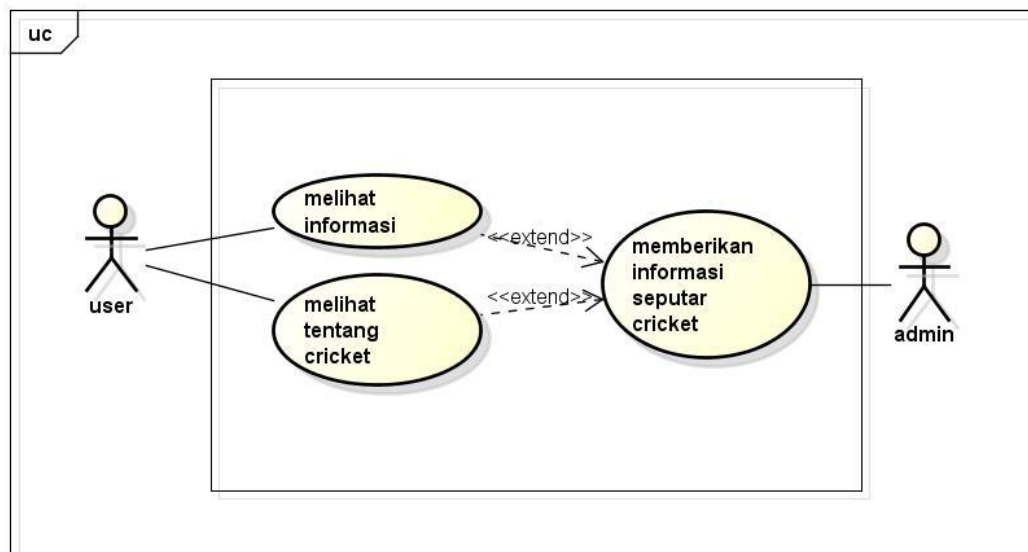 uc
melihat
informasi
<<extend>>
memberikan
informasi
seputar
cricket
<<extend>>
melihat
tentang
cricket
user
admin